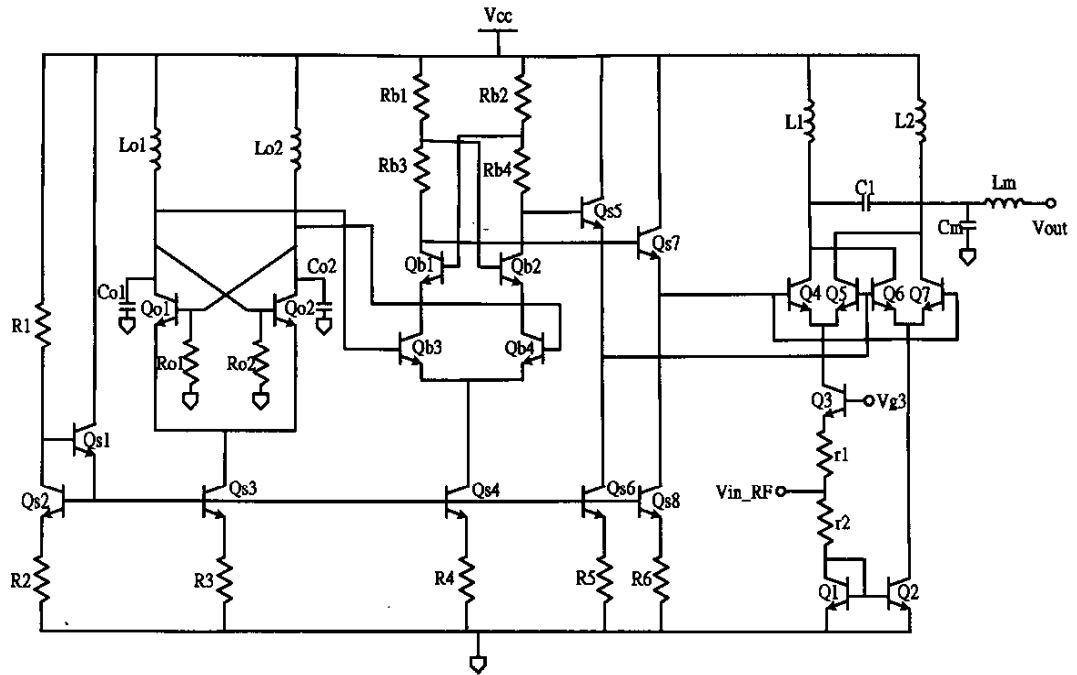 Vcc
Rb1
Rb2
L1
L2
Lo1
Lo2
Rb3
Rb4
C1
Lm
Qs5
Cm
Vout
Qs7
Qb1
Qb2
Co1
Co2
Qo1
Qo2
Q4
Q5
Q6
Q7
R1
Ro1
Ro2
Qb3
Qb4
Q3
Vg3
Qs1
r1
Qs2
Qs3
Qs4
Qs6
Qs8
Vin_RF
r2
R2
R3
R4
R5
R6
Q1
Q2